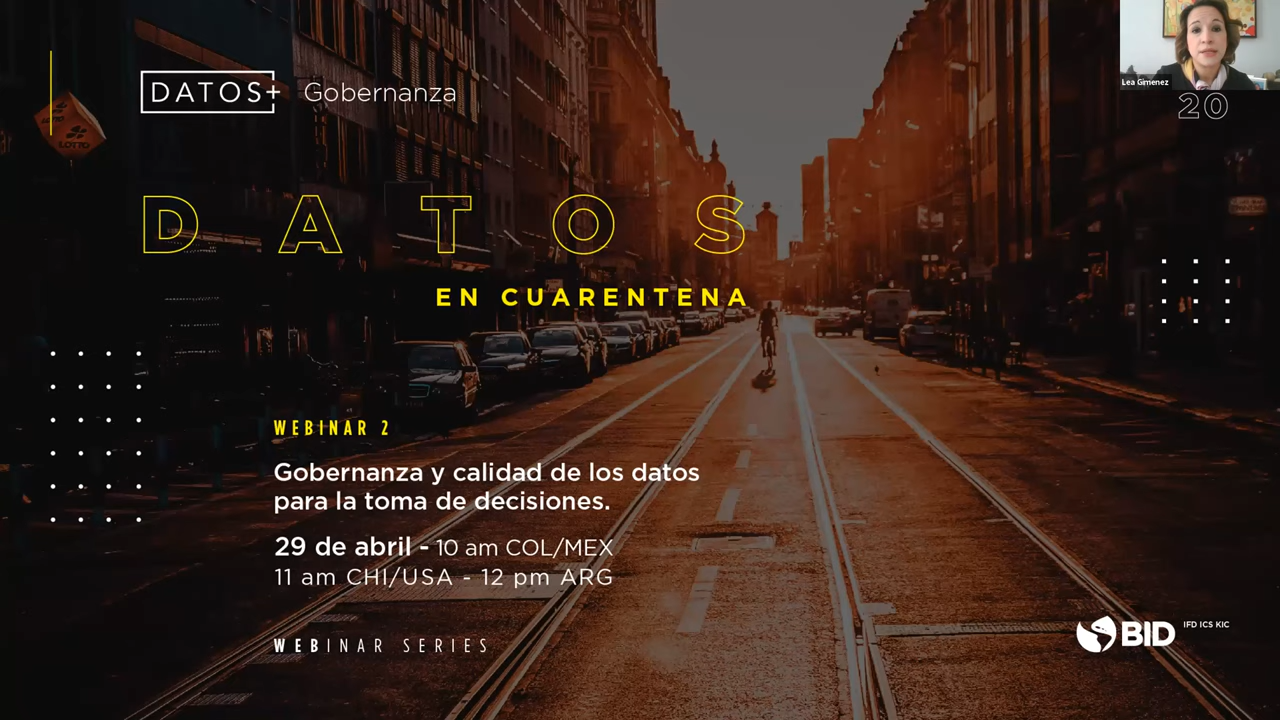 DATOS+ Gobernanza
Lea Gimenez
20
LOTTO
DATOS
EN CUARENTENA
WEBINAR 2
Gobernanza y calidad de los datos
para la toma de decisiones.
29 de abril - 10 am COL/MEX
11 am CHI/USA - 12 pm ARG
WEBINAR SERIES
BID IFD ICS KIC